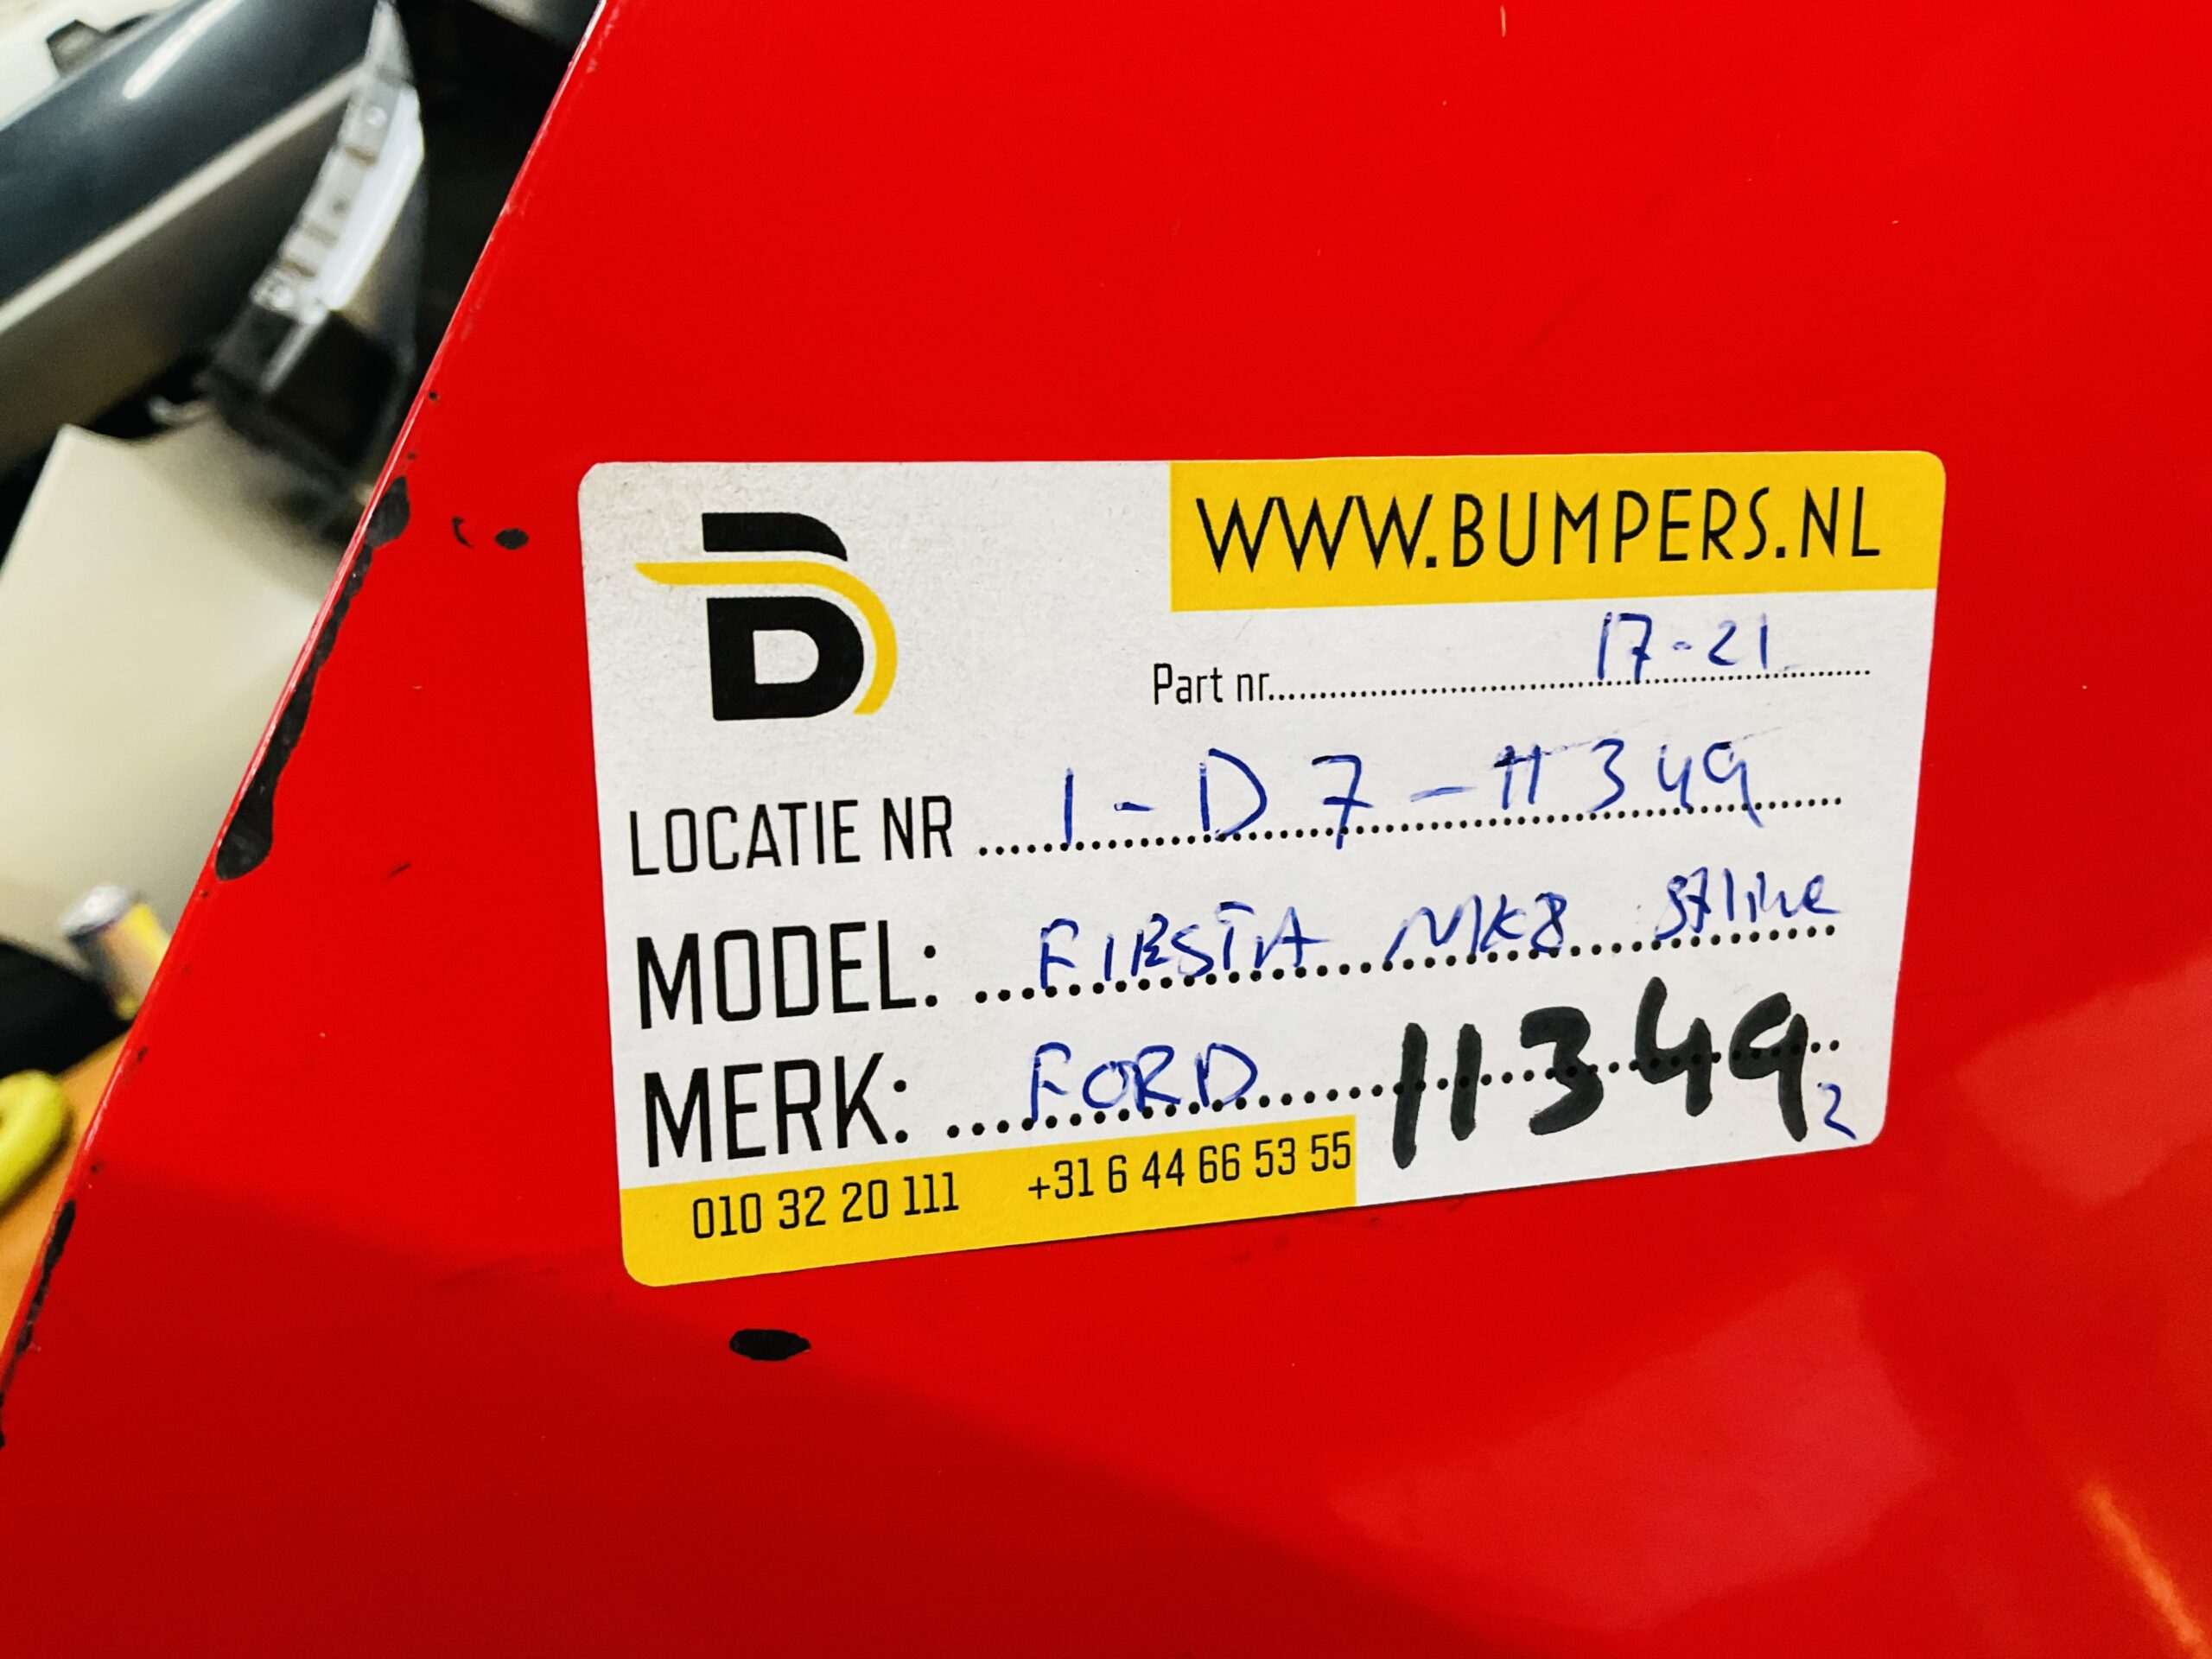 WWW.BUMPERS.NL
Part nr. 17-21
LOCATIE NR 1-D7-11349
MODEL: FIESTA MK8 STline
MERK: FORD 11349 2
010 32 20 111 +31 6 44 66 53 55